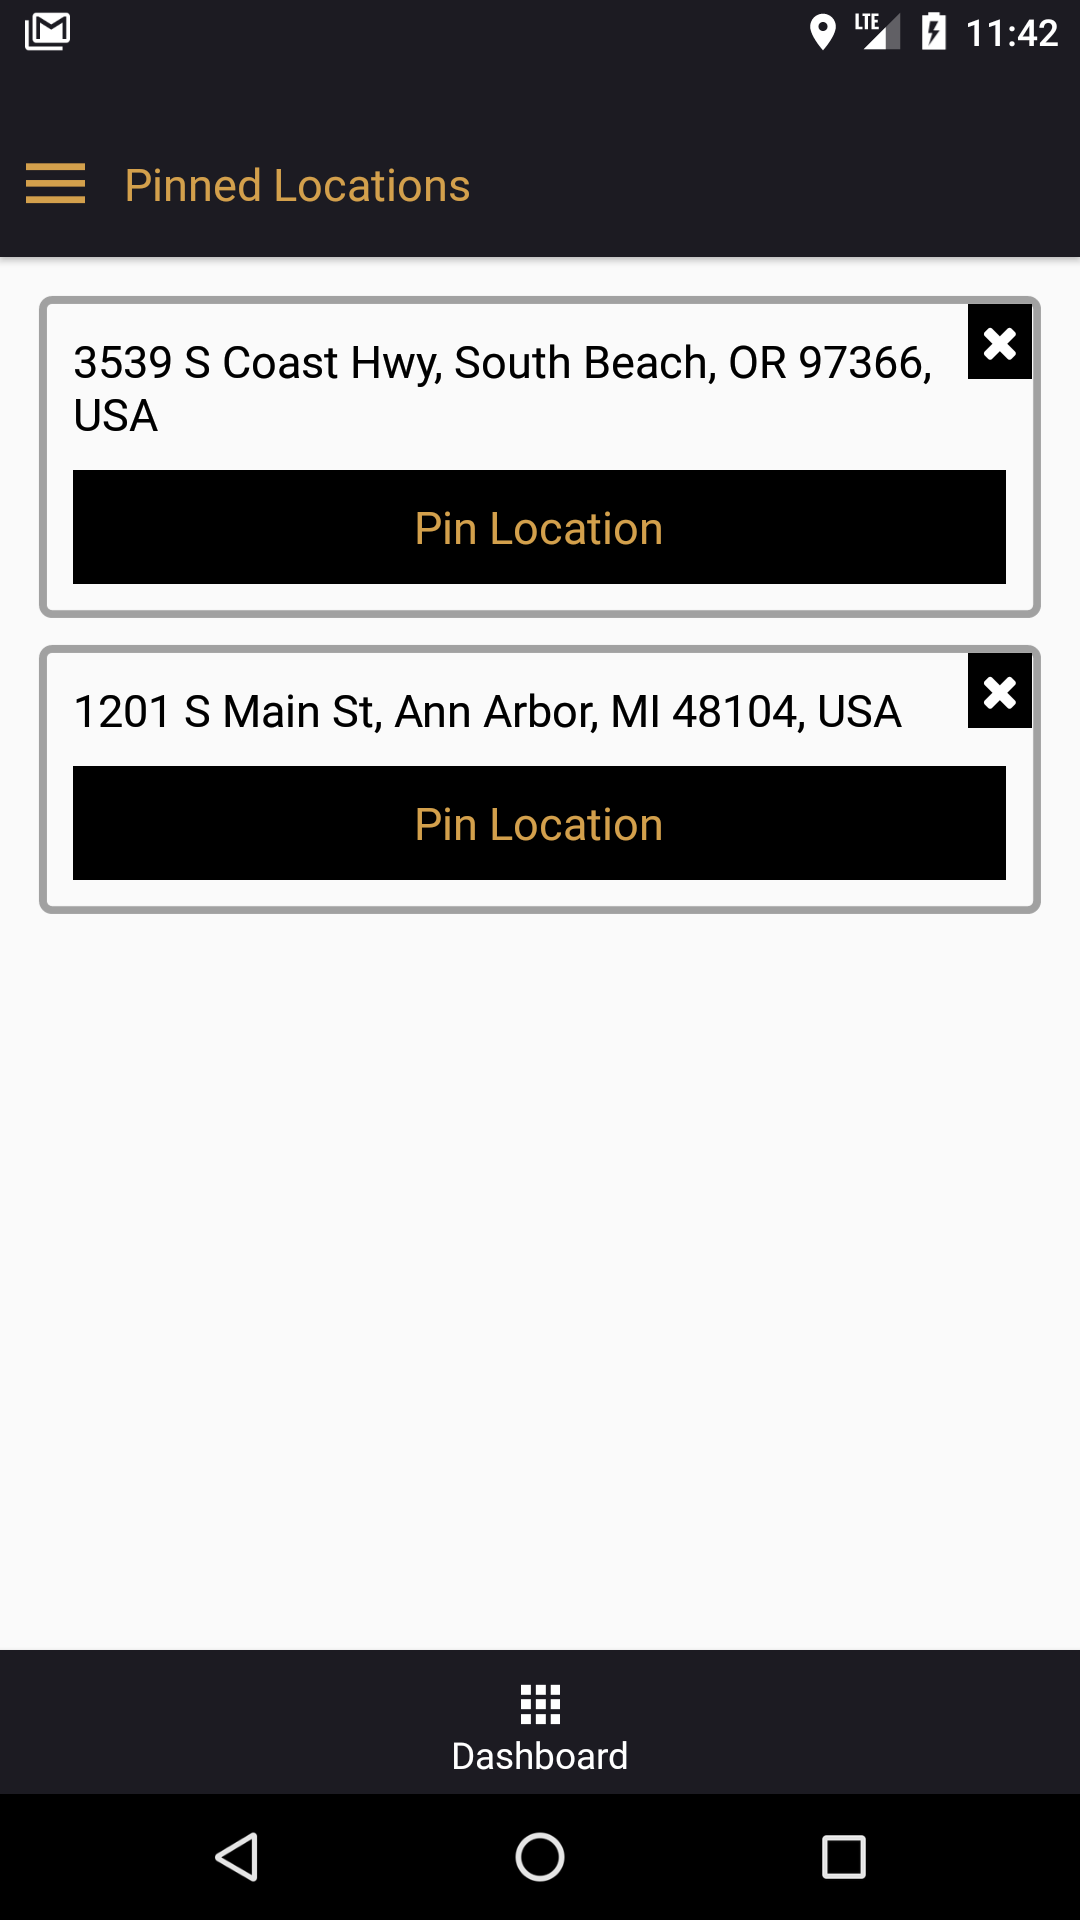 LTE 11:42
Pinned Locations
3539 S Coast Hwy, South Beach, OR 97366,
USA
Pin Location
1201 S Main St, Ann Arbor, MI 48104, USA
Pin Location
Dashboard